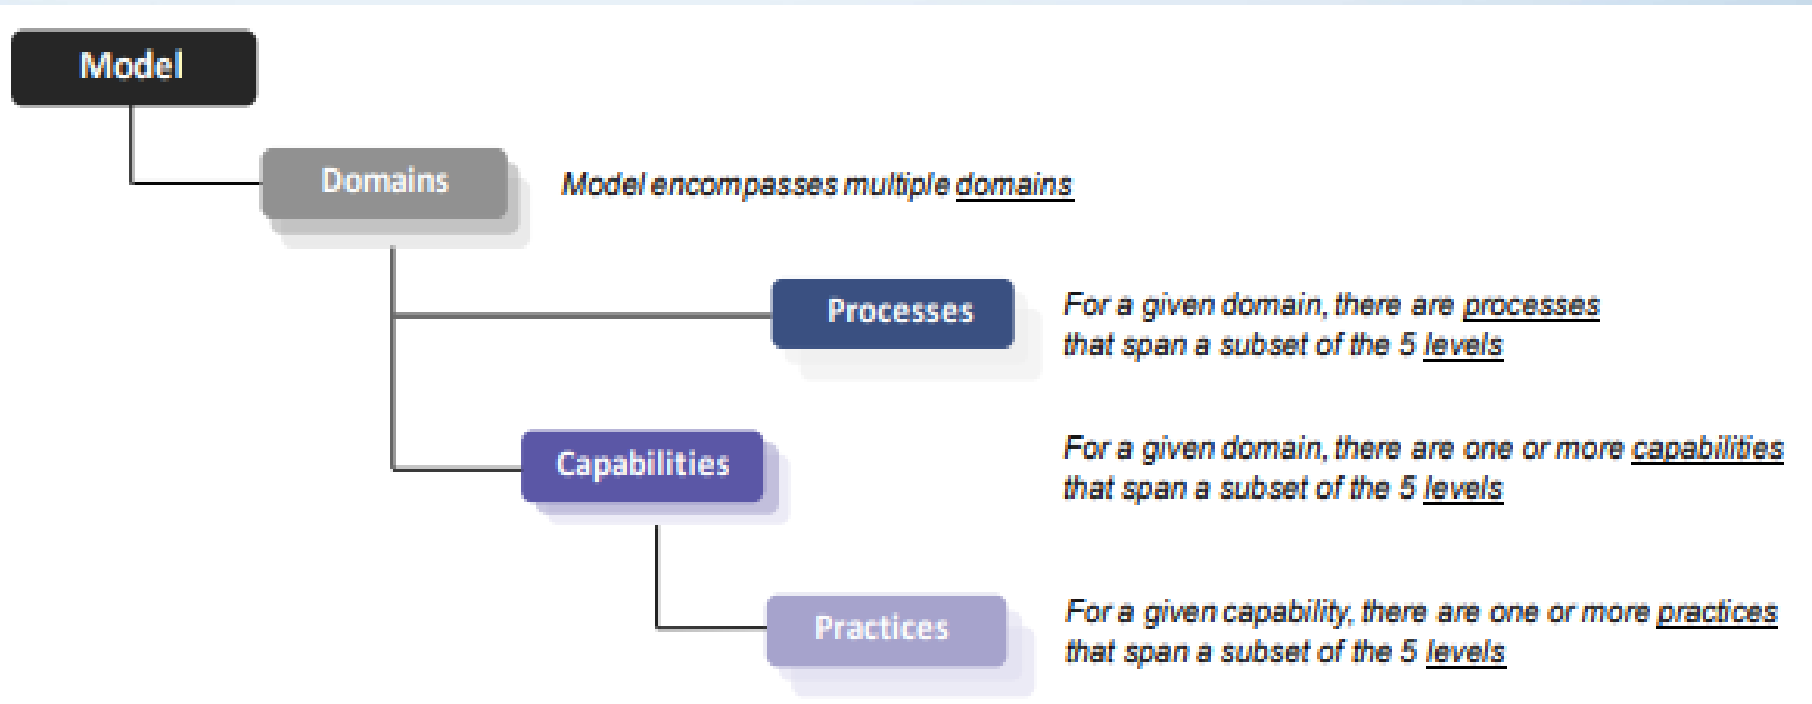 Model
Domains
Model encompasses multiple domains
Processes
For a given domain, there are processes
that span a subset of the 5 levels
Capabilities
For a given domain, there are one or more capabilities
that span a subset of the 5 levels
Practices
For a given capability, there are one or more practices
that span a subset of the 5 levels